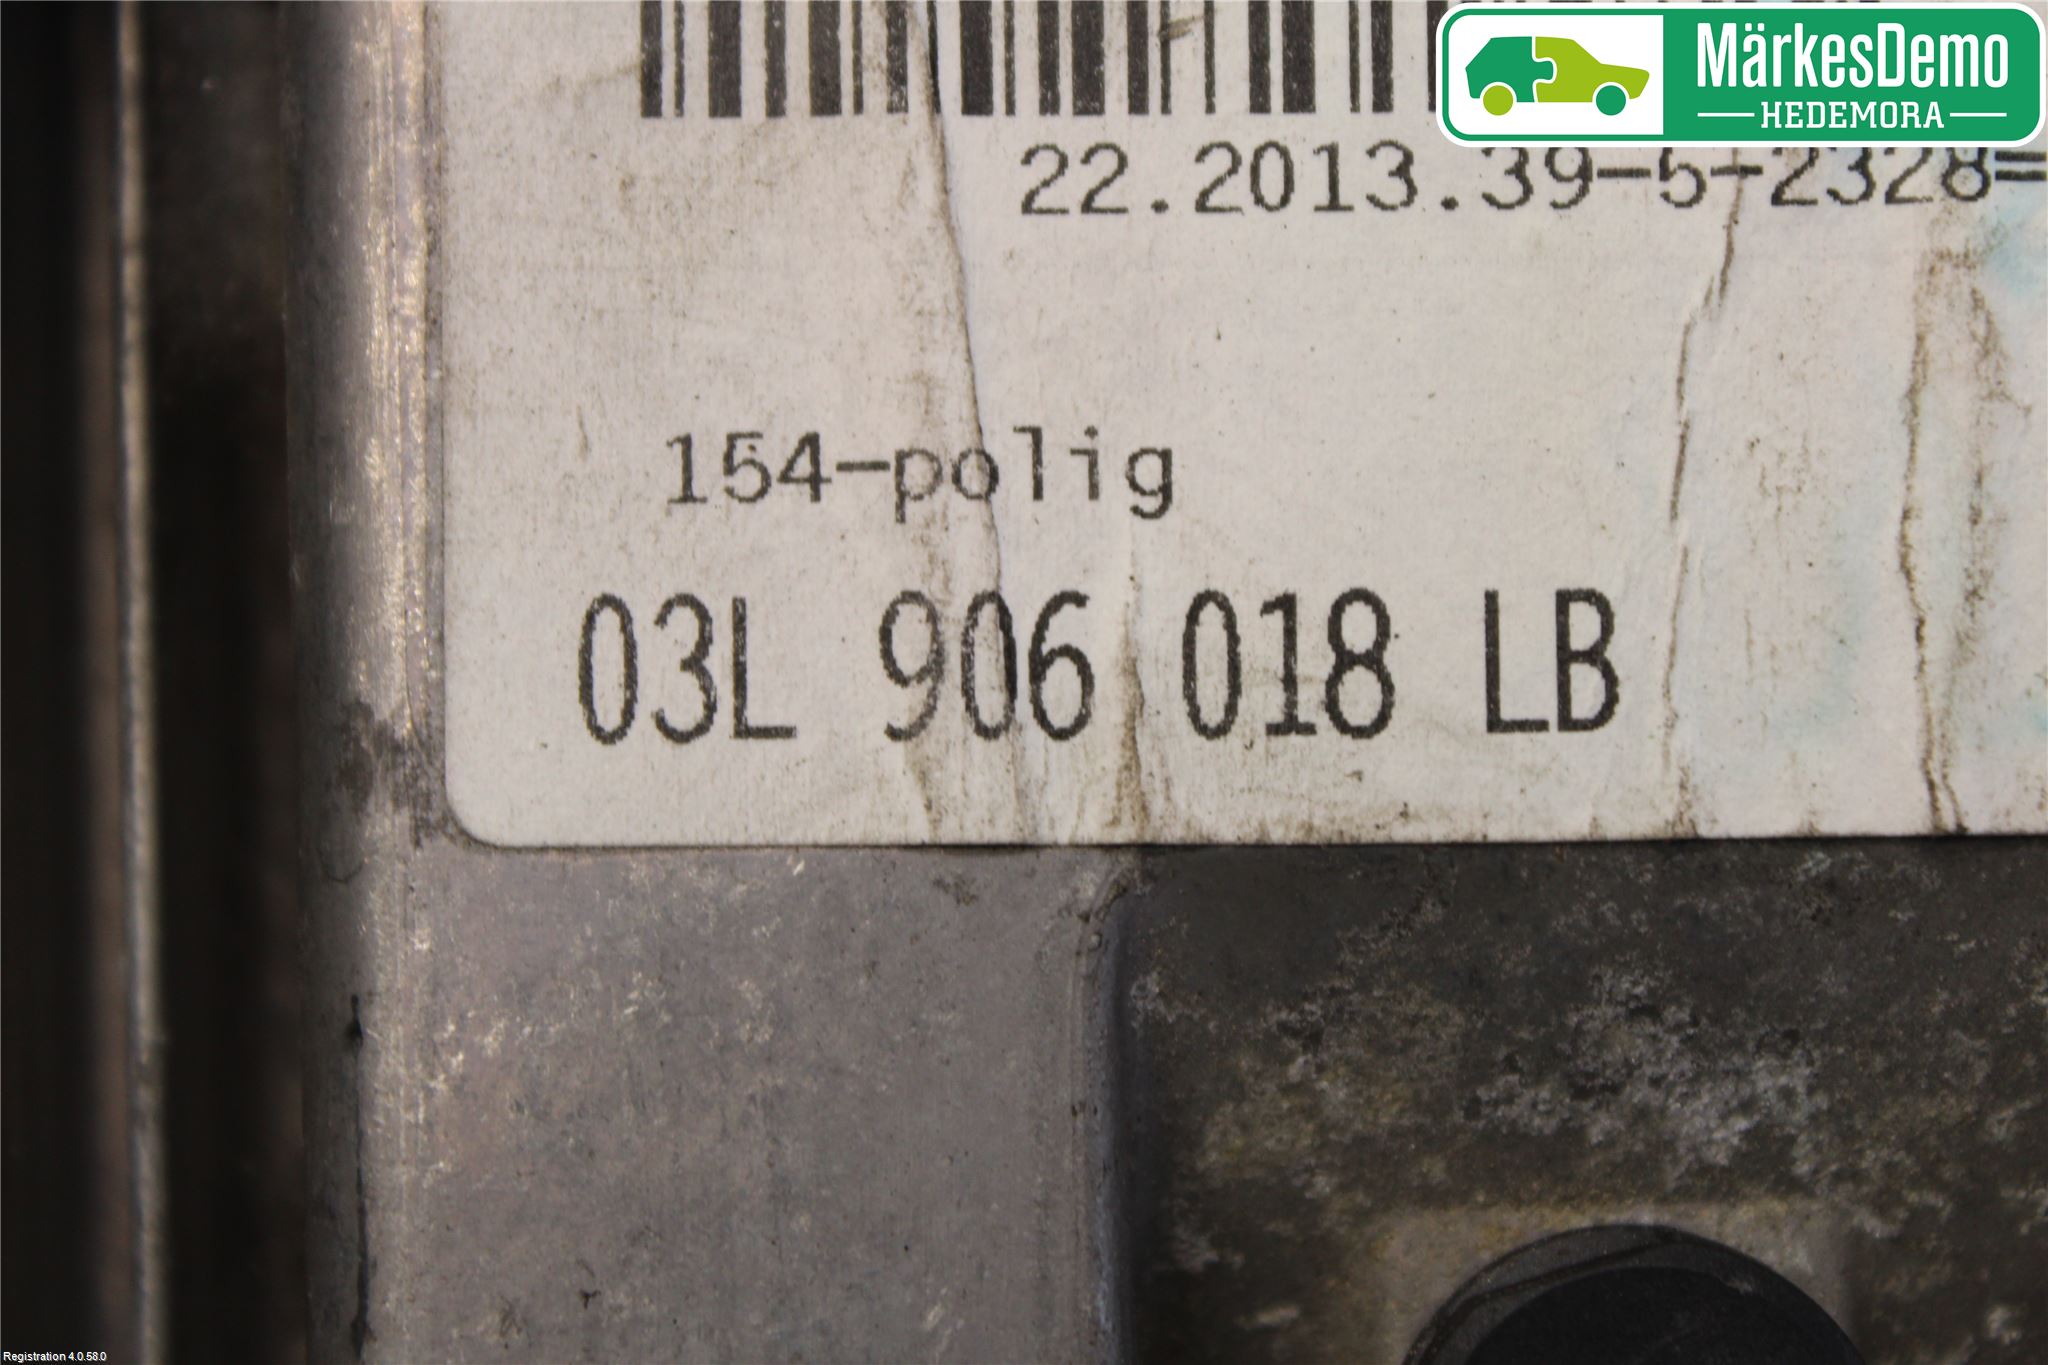 MärkesDemo
HEDEMORA
22.2013.39-5-2328=
154-polig
03L 906 018 LB
Registration 4.0.58.0